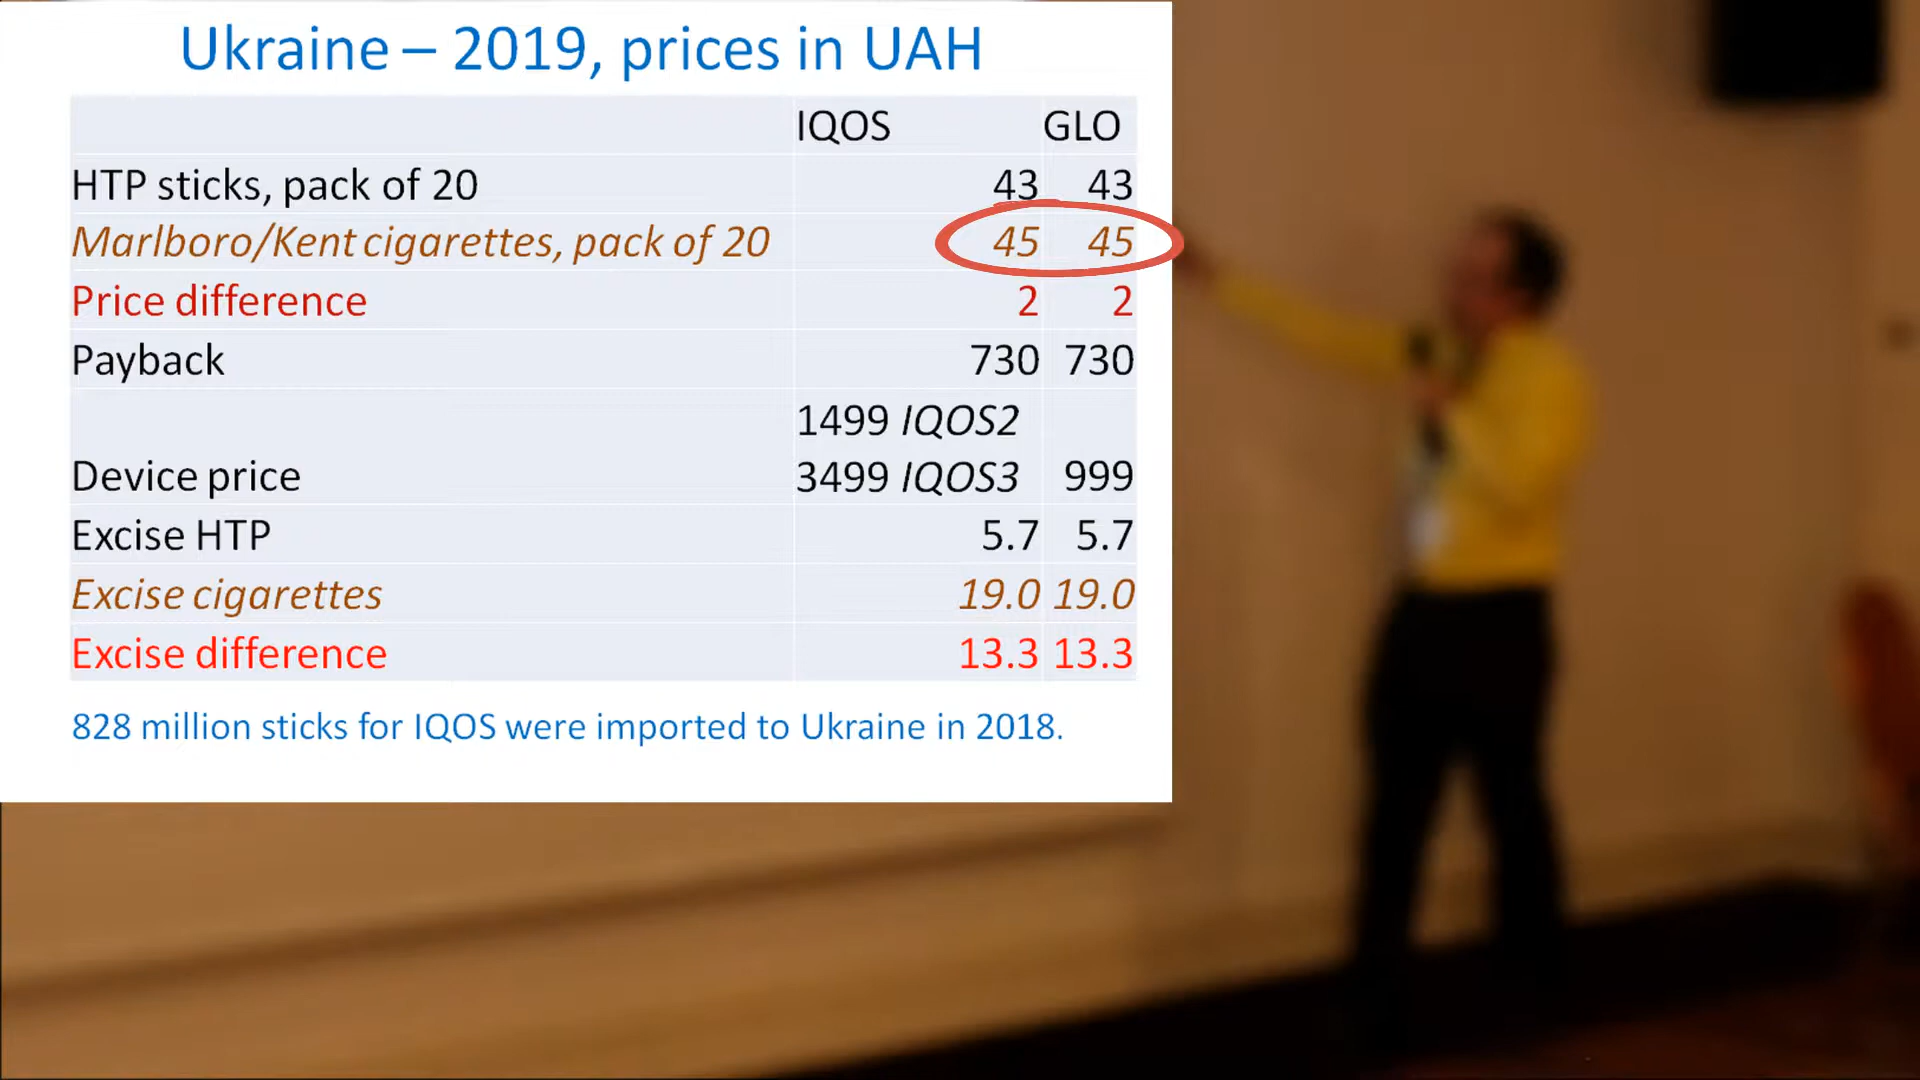 Ukraine – 2019, prices in UAH
IQOS GLO
HTP sticks, pack of 20 43 43
Marlboro/Kent cigarettes, pack of 20 45 45
Price difference 2 2
Payback 730 730
1499 IQOS2
Device price 3499 IQOS3 999
Excise HTP 5.7 5.7
Excise cigarettes 19.0 19.0
Excise difference 13.3 13.3
828 million sticks for IQOS were imported to Ukraine in 2018.